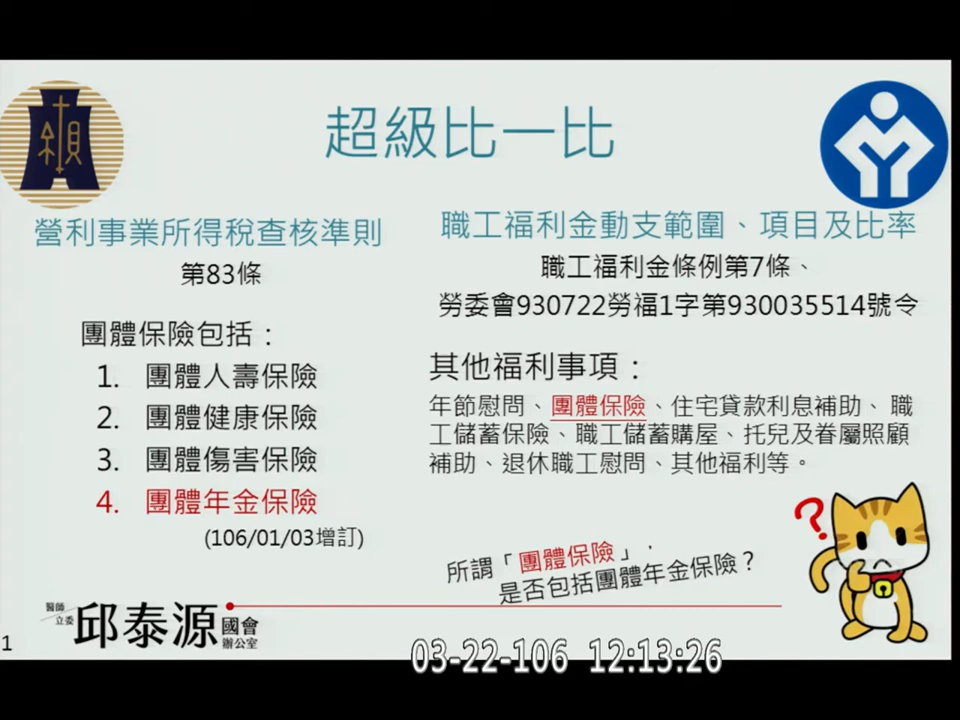 超級比一比
營利事業所得稅查核準則
第83條
團體保險包括：
1. 團體人壽保險
2. 團體健康保險
3. 團體傷害保險
4. 團體年金保險
(106/01/03增訂)
職工福利金動支範圍、項目及比率
職工福利金條例第7條、
勞委會930722勞福1字第930035514號令
其他福利事項：
年節慰問、團體保險、住宅貸款利息補助、職
工儲蓄保險、職工儲蓄購屋、托兒及眷屬照顧
補助、退休職工慰問、其他福利等。
所謂「團體保險」，
是否包括團體年金保險？
?
醫師
立委
邱泰源
國會
辦公室
1
03-22-106 12:13:26